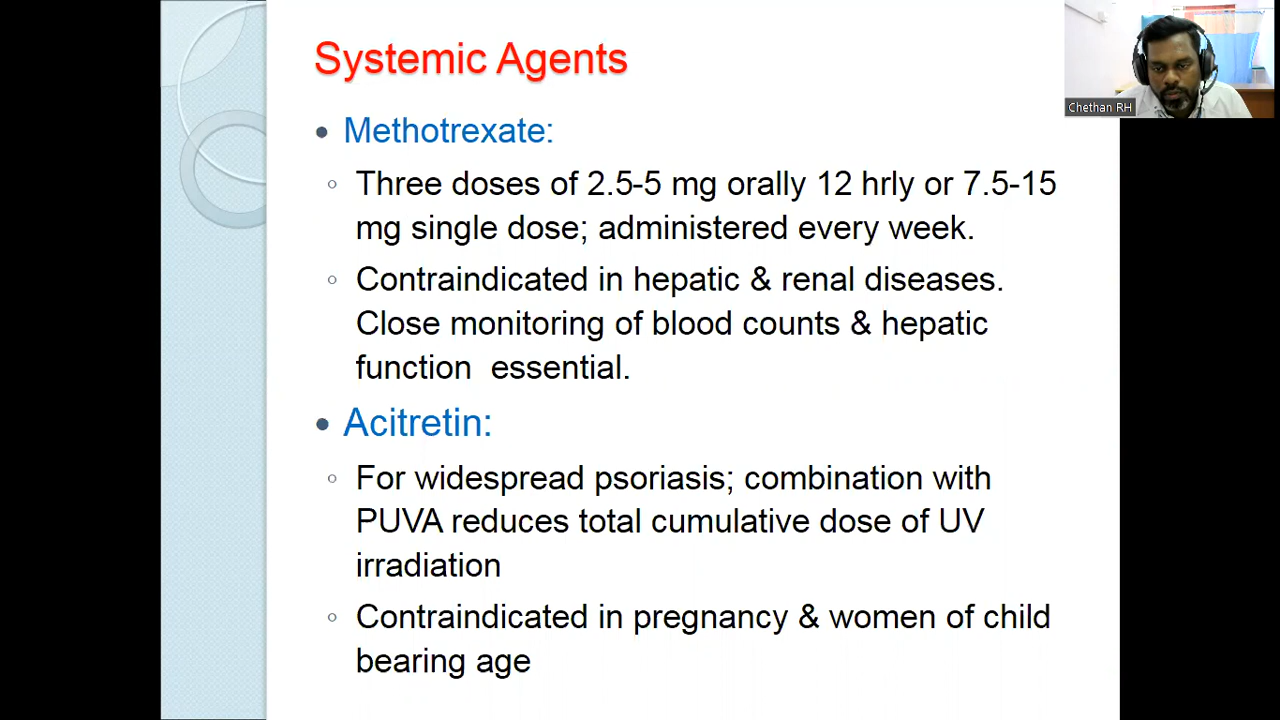 Systemic Agents
Chethan RH
• Methotrexate:
◦ Three doses of 2.5-5 mg orally 12 hrly or 7.5-15
mg single dose; administered every week.
◦ Contraindicated in hepatic & renal diseases.
Close monitoring of blood counts & hepatic
function essential.
• Acitretin:
◦ For widespread psoriasis; combination with
PUVA reduces total cumulative dose of UV
irradiation
◦ Contraindicated in pregnancy & women of child
bearing age